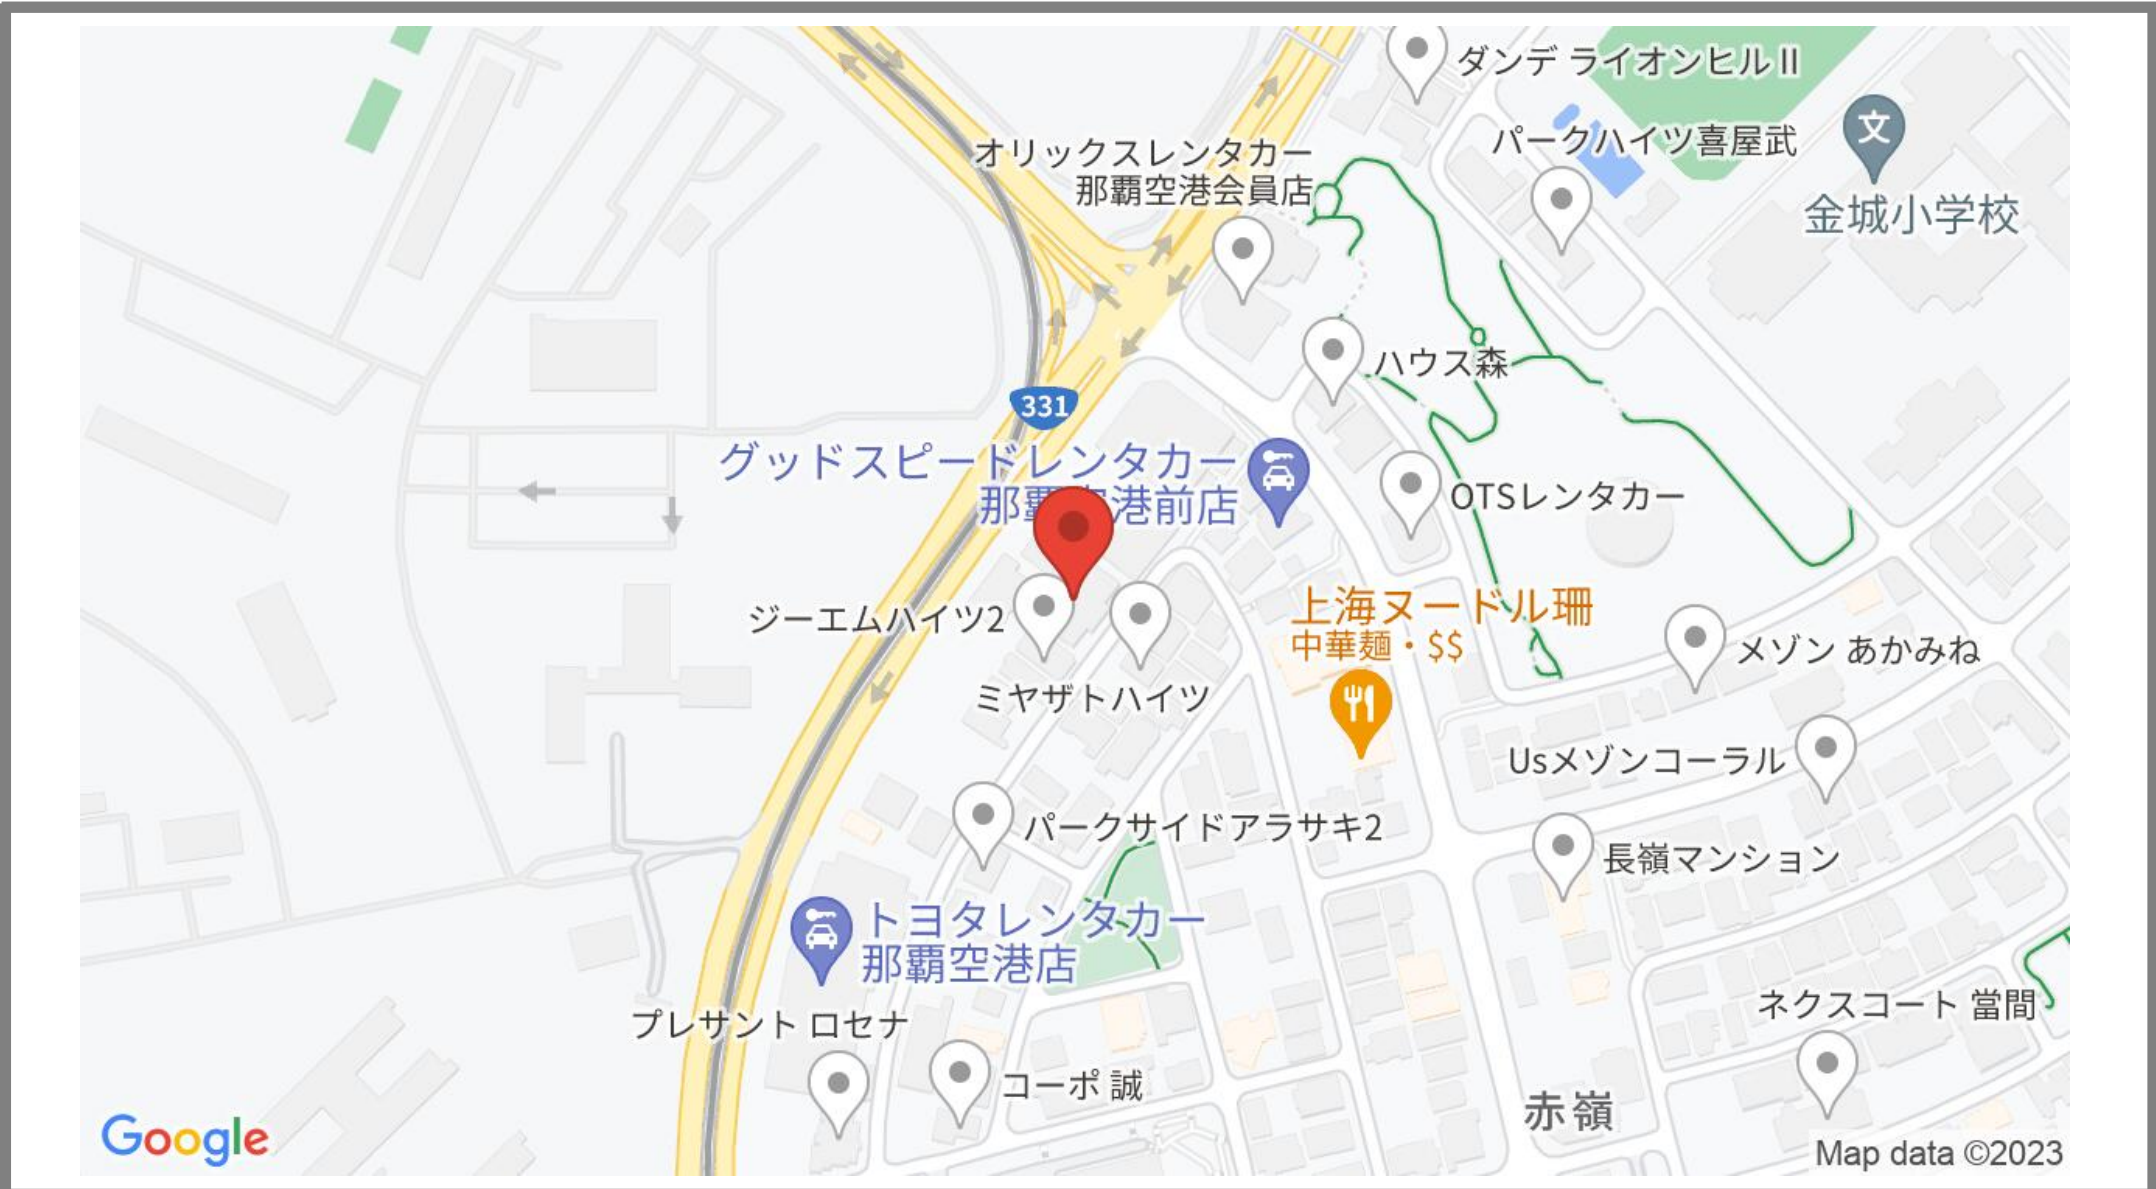 ダンデ ライオンヒル II
パークハイツ喜屋武
文
金城小学校
オリックスレンタカー
那覇空港会員店
ハウス森
331
グッドスピードレンタカー
那覇空港前店
OTSレンタカー
ジーエムハイツ2
上海ヌードル珊
中華麺・$$
ミヤザトハイツ
メゾン あかみね
Usメゾンコーラル
パークサイドアラサキ2
長嶺マンション
トヨタレンタカー
那覇空港店
プレサント ロセナ
ネクスコート 當間
コーポ 誠
赤嶺
Google
Map data ©2023